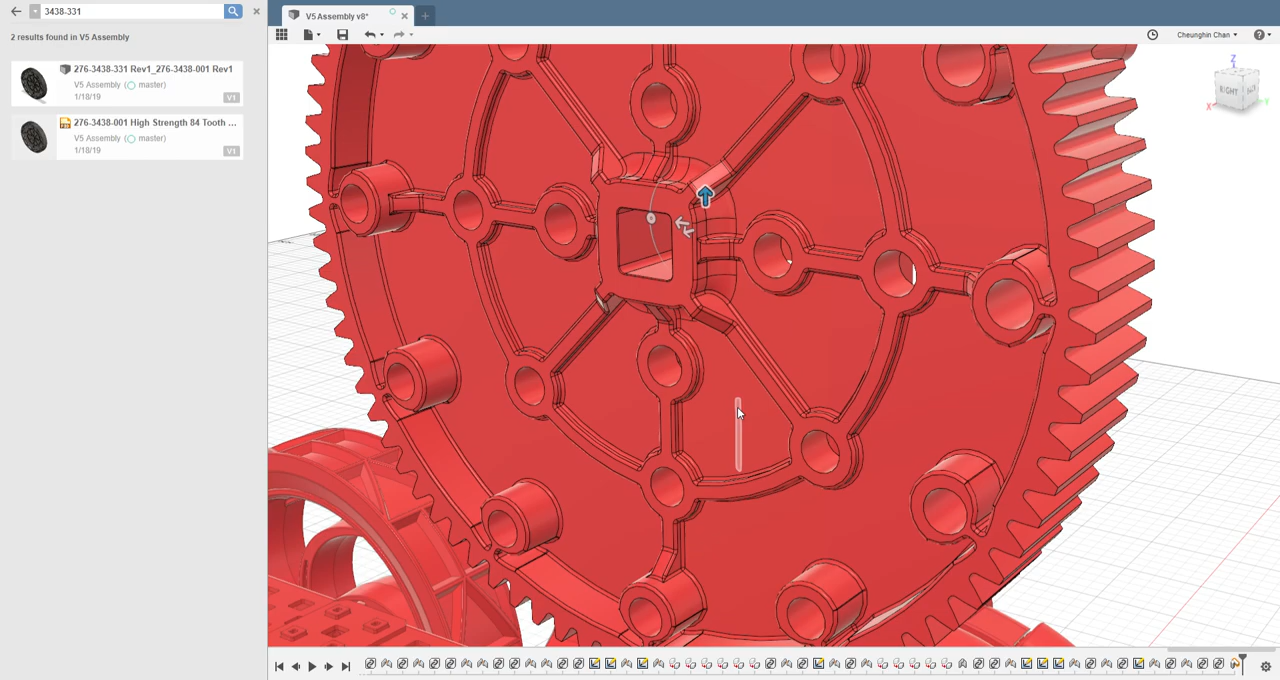 3438-331
2 results found in V5 Assembly
276-3438-331 Rev1_276-3438-001 Rev1
V5 Assembly (master)
1/18/19
V1
276-3438-001 High Strength 84 Tooth ...
V5 Assembly (master)
1/18/19
V1
V5 Assembly v8*
Cheunghin Chan
Z
RIGHT
X
Y